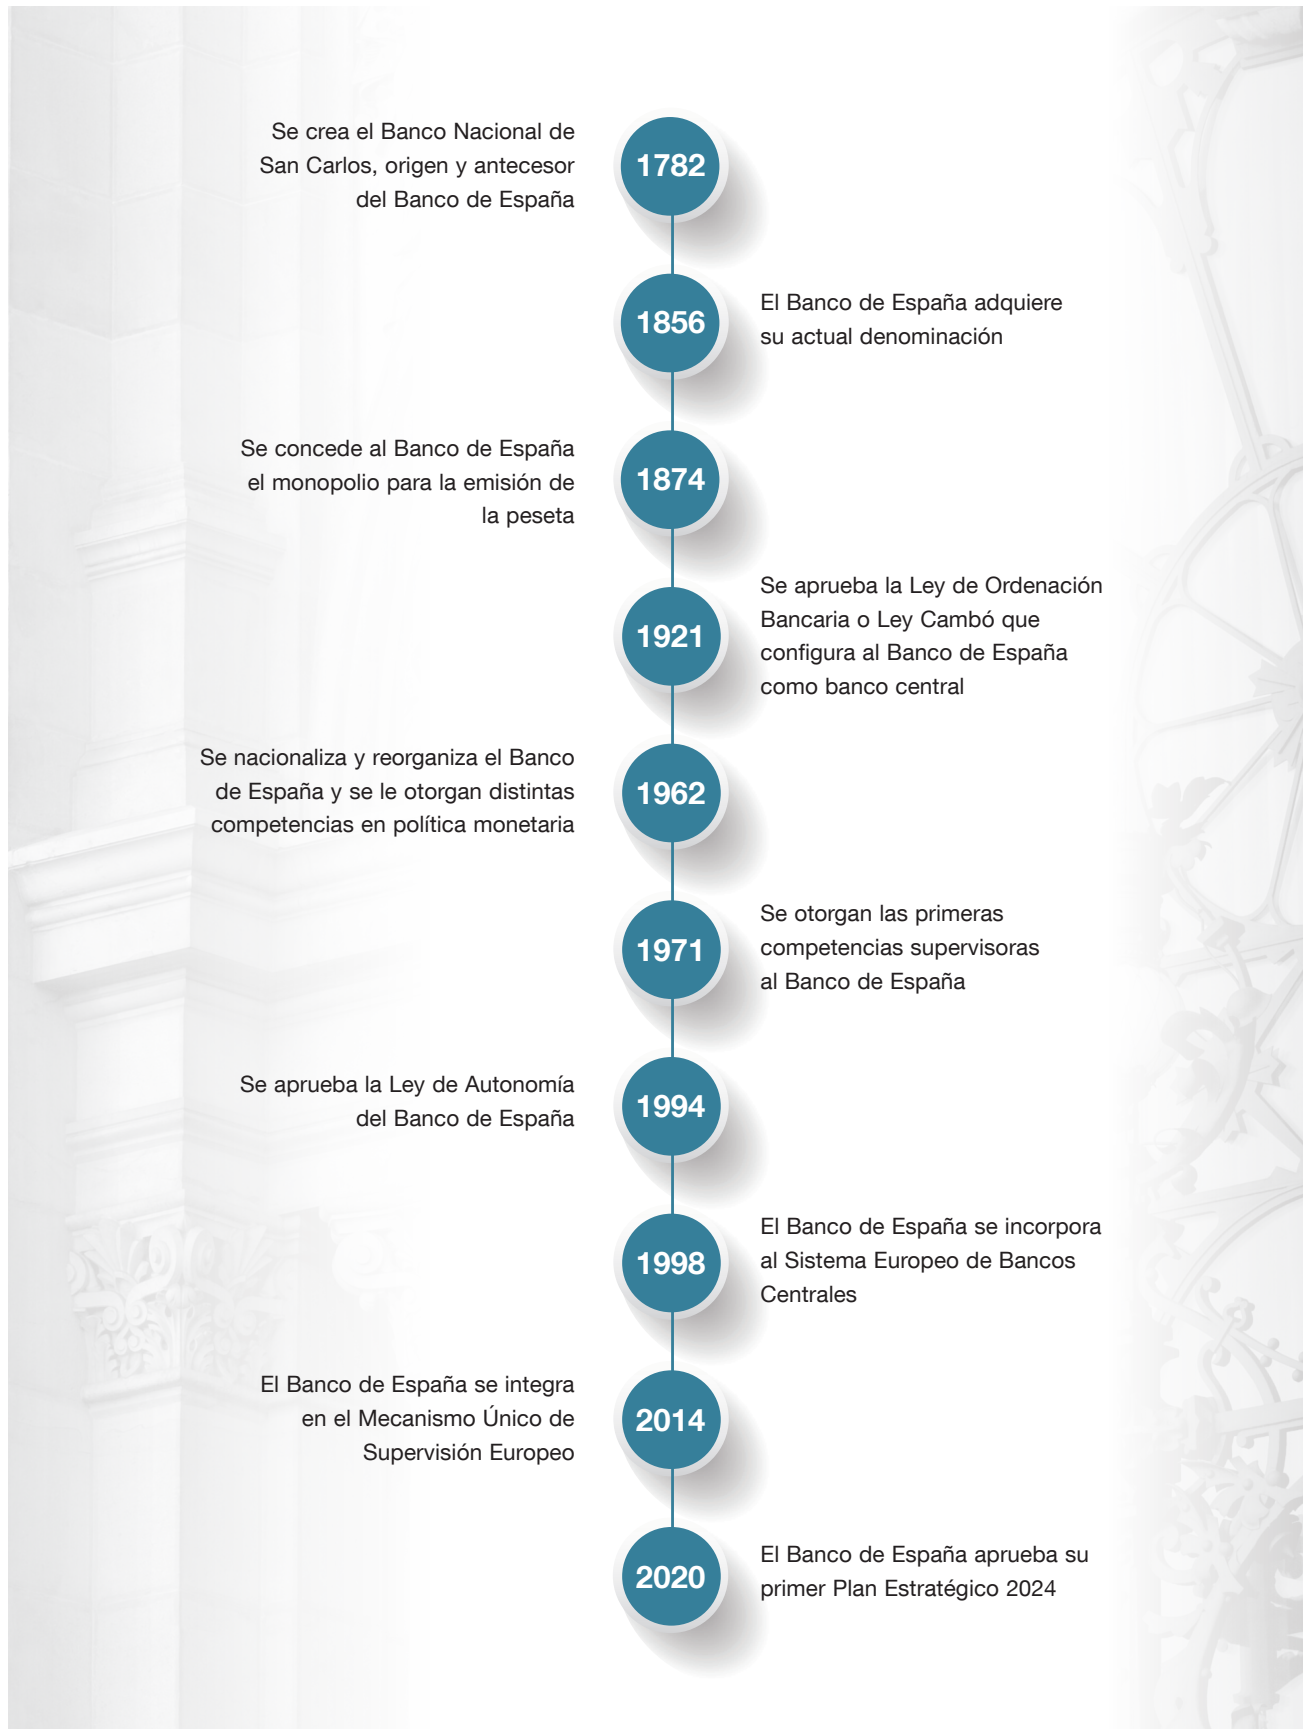 Se crea el Banco Nacional de
San Carlos, origen y antecesor
del Banco de España
1782
1856
El Banco de España adquiere
su actual denominación
Se concede al Banco de España
el monopolio para la emisión de
la peseta
1874
1921
Se aprueba la Ley de Ordenación
Bancaria o Ley Cambó que
configura al Banco de España
como banco central
Se nacionaliza y reorganiza el Banco
de España y se le otorgan distintas
competencias en política monetaria
1962
1971
Se otorgan las primeras
competencias supervisoras
al Banco de España
Se aprueba la Ley de Autonomía
del Banco de España
1994
1998
El Banco de España se incorpora
al Sistema Europeo de Bancos
Centrales
El Banco de España se integra
en el Mecanismo Único de
Supervisión Europeo
2014
2020
El Banco de España aprueba su
primer Plan Estratégico 2024